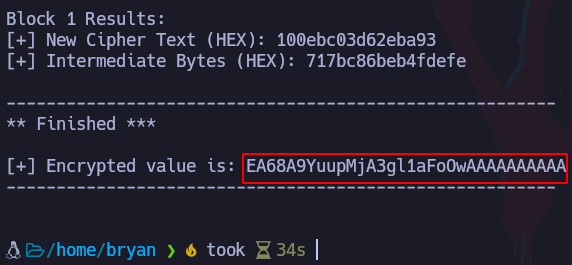 Block 1 Results:
[+] New Cipher Text (HEX): 100ebc03d62eba93
[+] Intermediate Bytes (HEX): 717bc86beb4fdefe
-------------------------------------------------------
** Finished ***
[+] Encrypted value is: EA68A9YuupMjA3gl1aFoOwAAAAAAAAAA
-------------------------------------------------------
/home/bryan ❯ took 34s